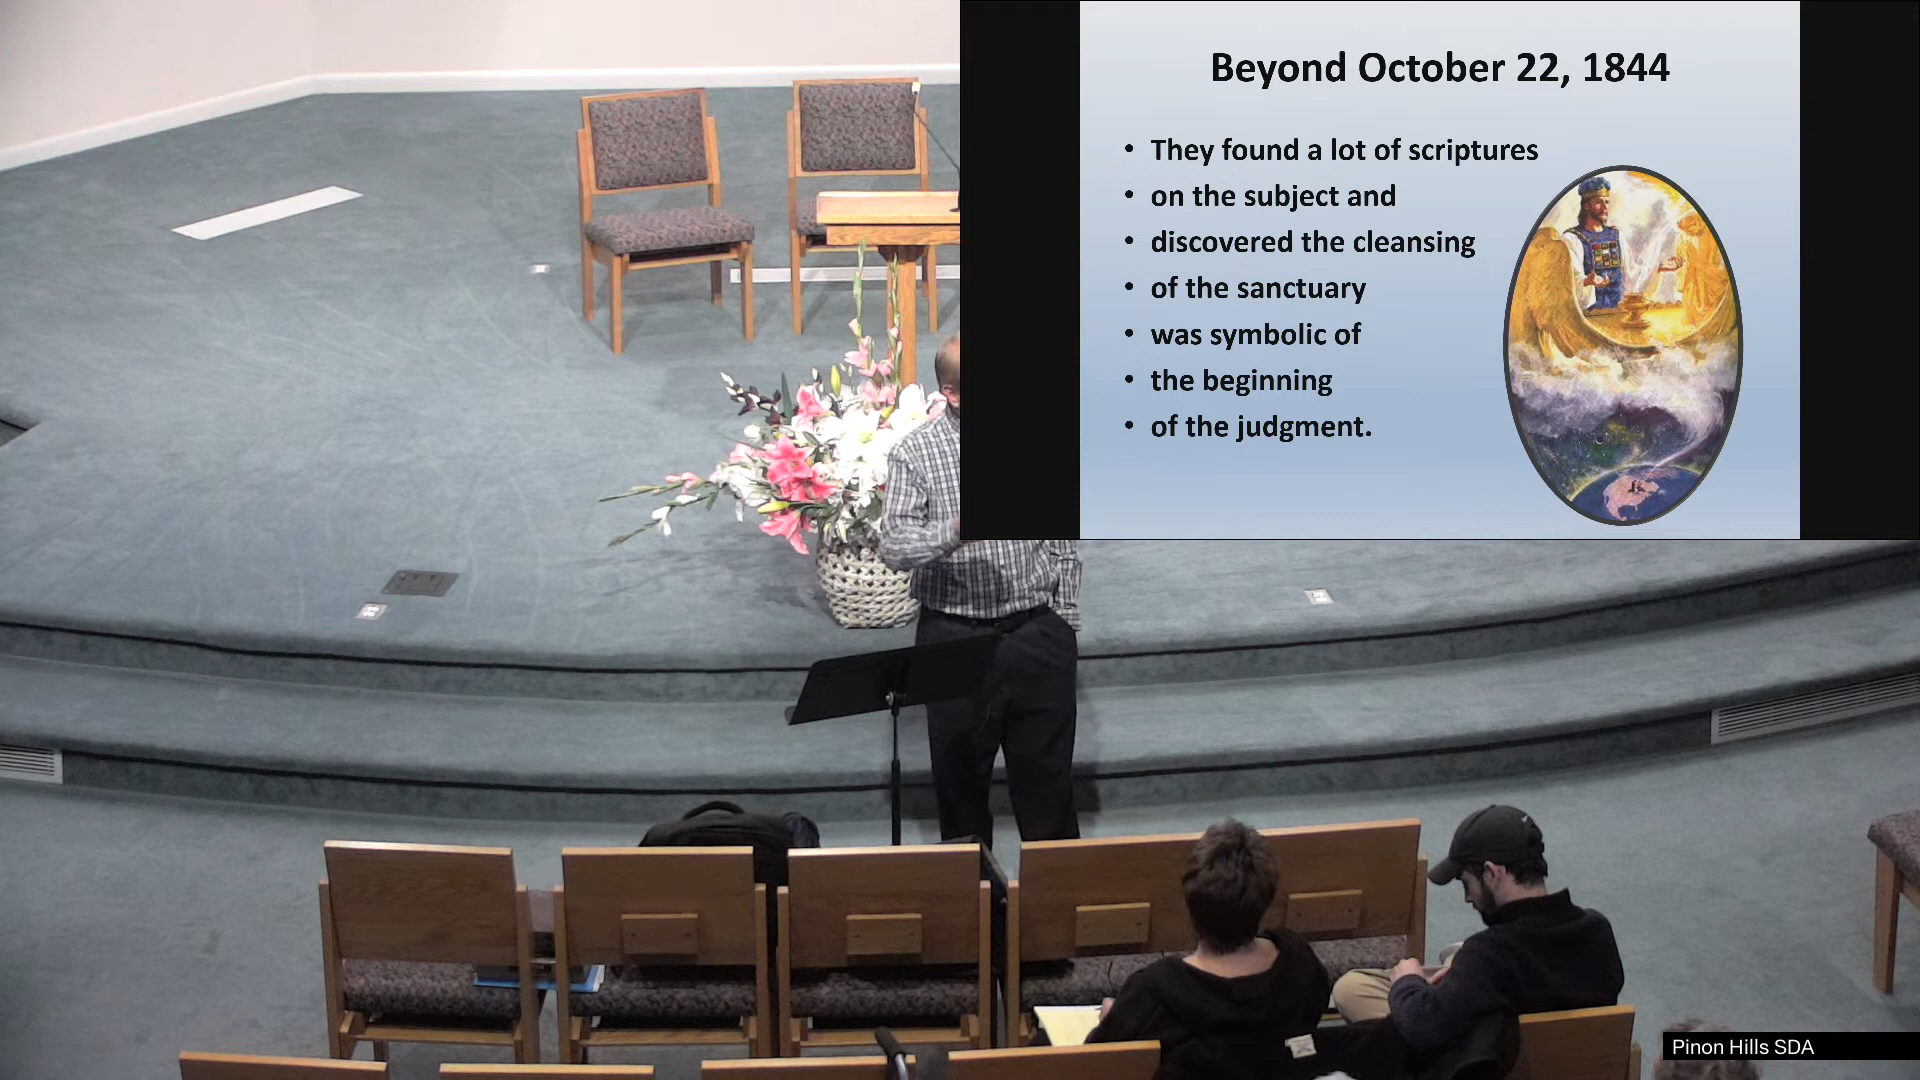 Beyond October 22, 1844
• They found a lot of scriptures
• on the subject and
• discovered the cleansing
• of the sanctuary
• was symbolic of
• the beginning
• of the judgment.
Pinon Hills SDA